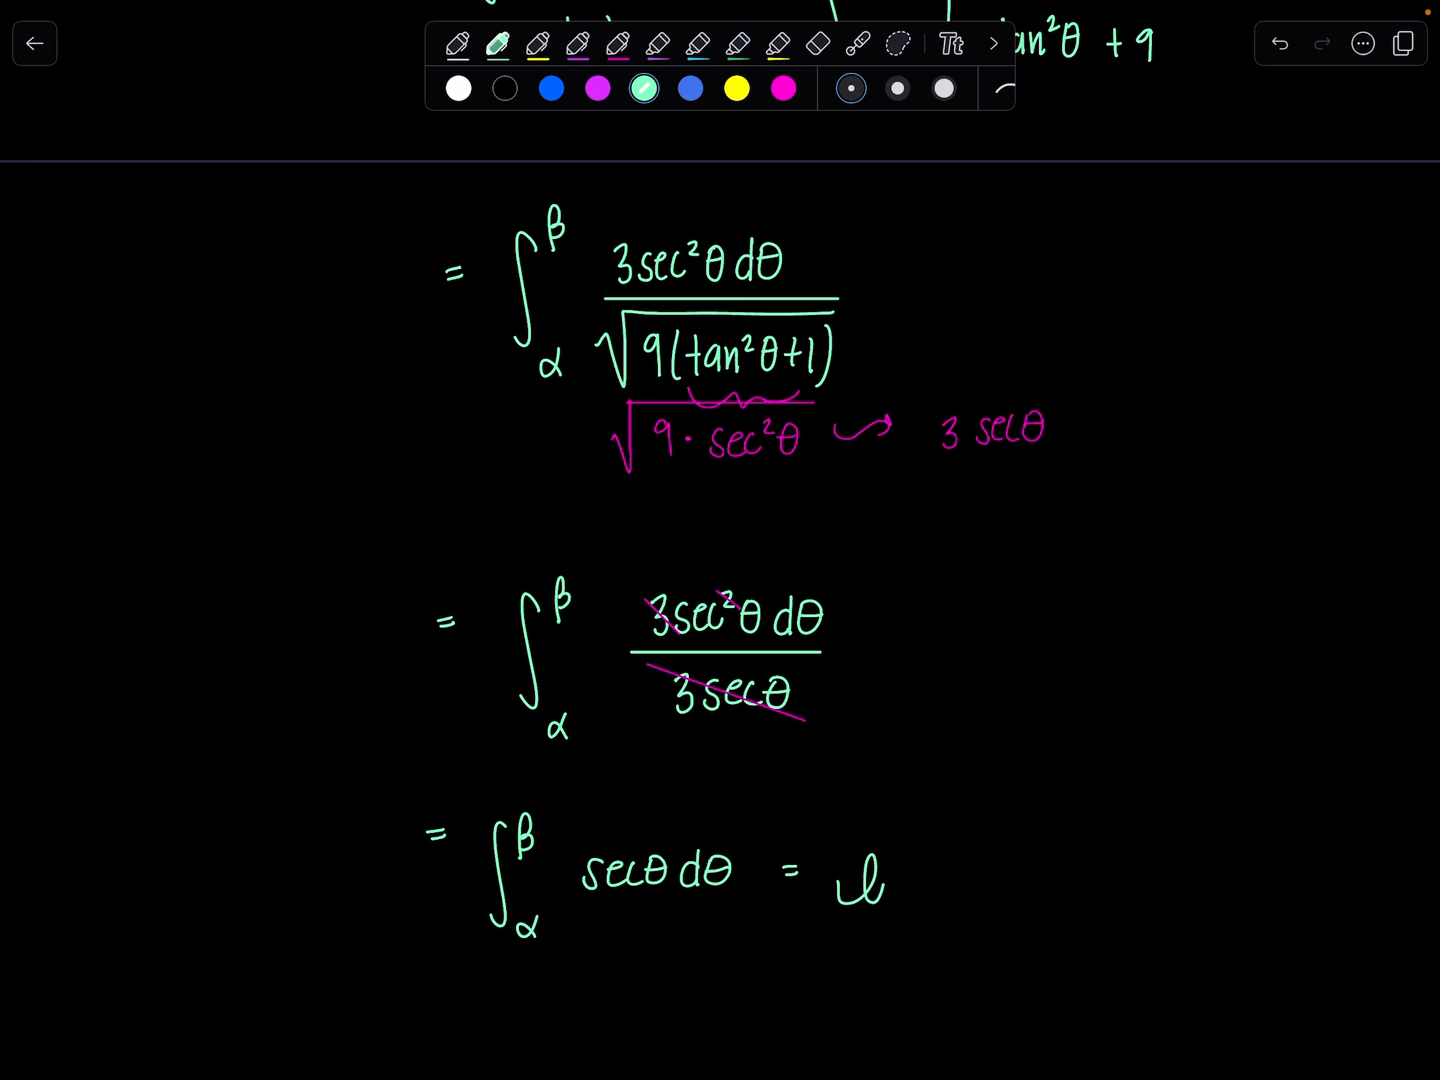 Tt
an²θ + 9
= ∫_α^β 3sec²θ dθ / √(9(tan²θ+1))
√(9 · sec²θ) ⤳ 3 secθ
= ∫_α^β 3sec²θ dθ / 3secθ
= ∫_α^β secθ dθ =